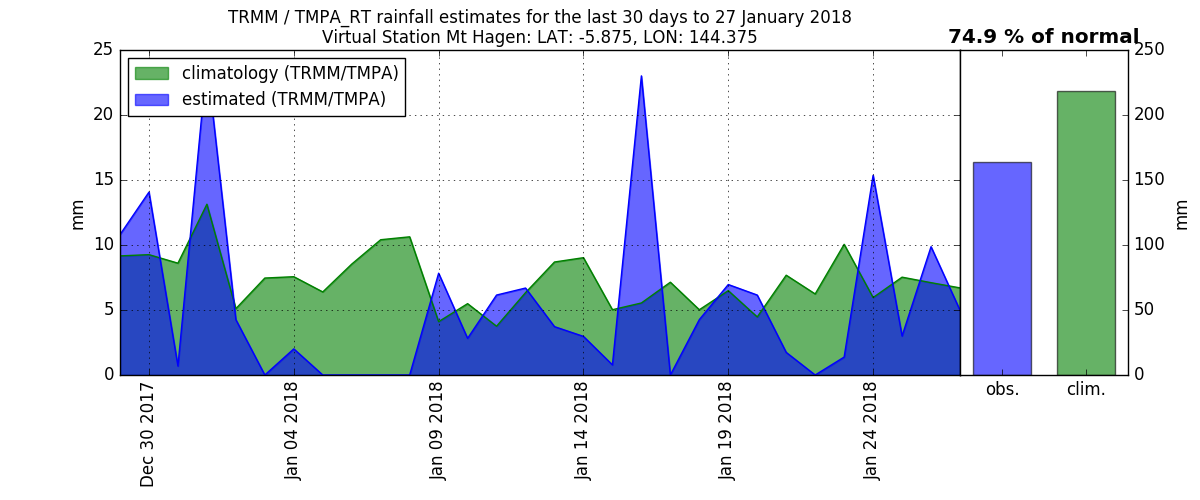 TRMM / TMPA_RT rainfall estimates for the last 30 days to 27 January 2018
Virtual Station Mt Hagen: LAT: -5.875, LON: 144.375
74.9 % of normal
climatology (TRMM/TMPA)
estimated (TRMM/TMPA)
25
20
15
10
5
0
mm
Dec 30 2017
Jan 04 2018
Jan 09 2018
Jan 14 2018
Jan 19 2018
Jan 24 2018
obs.
clim.
250
200
150
100
50
0
mm